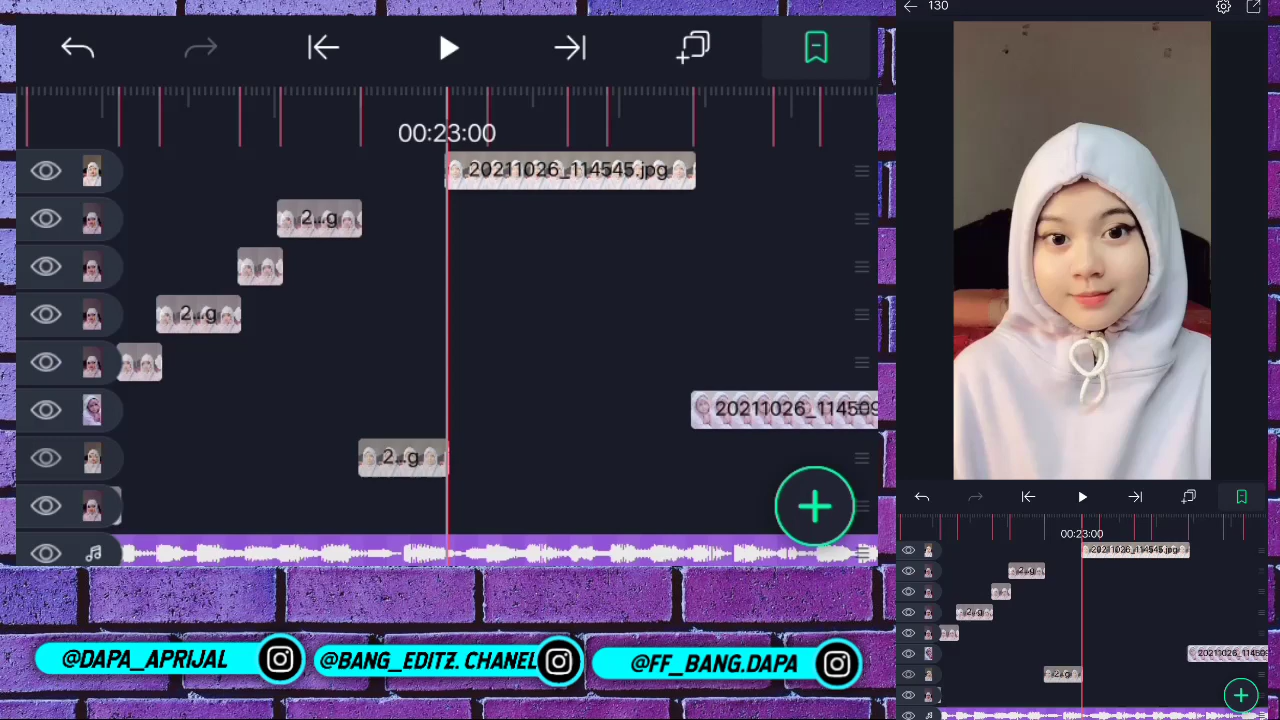 130
00:23:00
20211026_114545.jpg
2...g
2...g
20211026_114509
2...g
00:23:00
20211026_114545.jpg
2...g
2...g
20211026_114509
2...g
@DAPA_APRIJAL
@BANG_EDITZ. CHANEL
@FF_BANG.DAPA